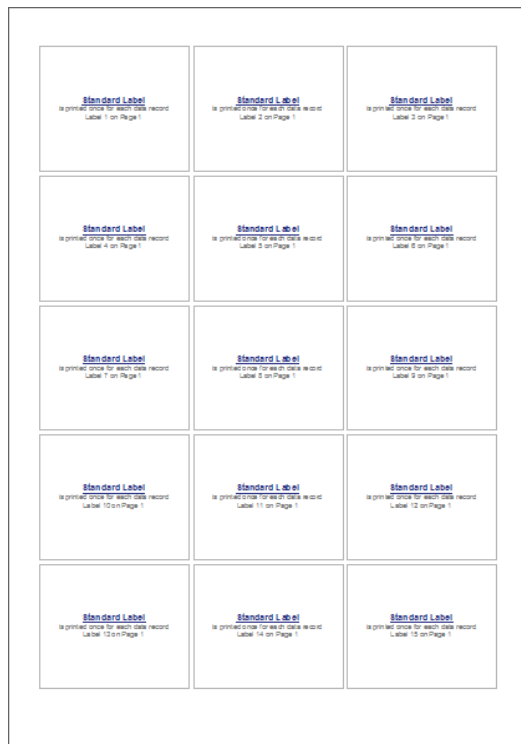 Standard Label
is printed once for each data record
Label 1 on Page 1
Standard Label
is printed once for each data record
Label 2 on Page 1
Standard Label
is printed once for each data record
Label 3 on Page 1
Standard Label
is printed once for each data record
Label 4 on Page 1
Standard Label
is printed once for each data record
Label 5 on Page 1
Standard Label
is printed once for each data record
Label 6 on Page 1
Standard Label
is printed once for each data record
Label 7 on Page 1
Standard Label
is printed once for each data record
Label 8 on Page 1
Standard Label
is printed once for each data record
Label 9 on Page 1
Standard Label
is printed once for each data record
Label 10 on Page 1
Standard Label
is printed once for each data record
Label 11 on Page 1
Standard Label
is printed once for each data record
Label 12 on Page 1
Standard Label
is printed once for each data record
Label 13 on Page 1
Standard Label
is printed once for each data record
Label 14 on Page 1
Standard Label
is printed once for each data record
Label 15 on Page 1